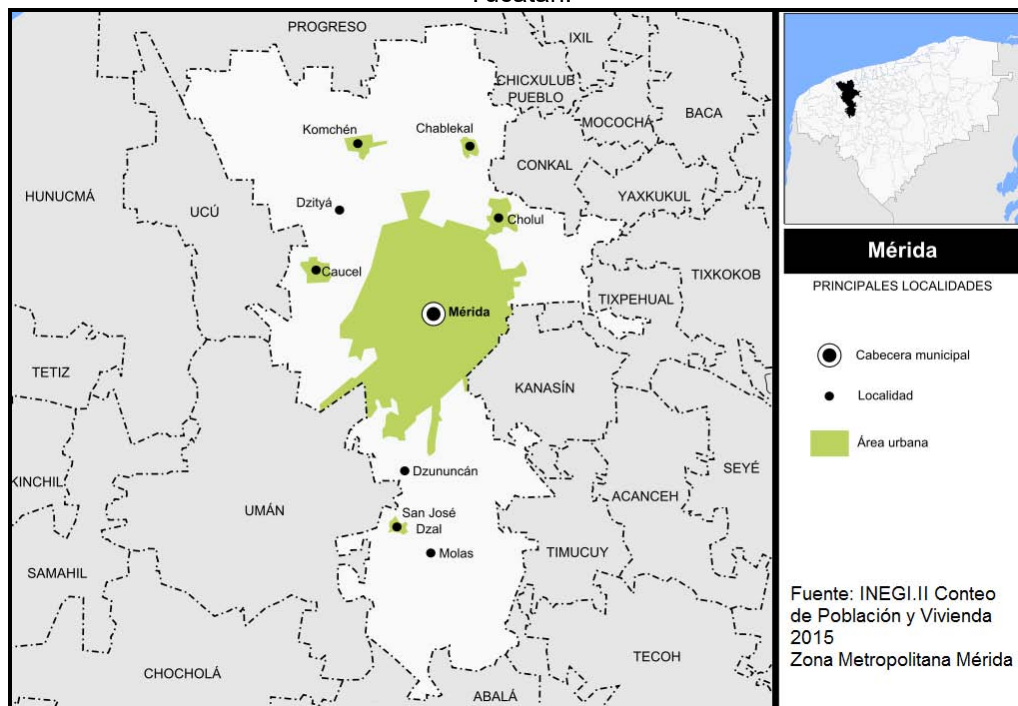 Yucatán.
PROGRESO
IXIL
CHICXULUB
PUEBLO
BACA
MOCOCHÁ
Komchén
Chablekal
CONKAL
HUNUCMÁ
UCÚ
Dzityá
YAXKUKUL
Cholul
Caucel
TIXKOKOB
TIXPEHUAL
Mérida
TETIZ
KANASÍN
Dzununcán
SEYÉ
KINCHIL
ACANCEH
UMÁN
San José
Dzal
Molas
TIMUCUY
SAMAHIL
TECOH
CHOCHOLÁ
ABALÁ
Mérida
PRINCIPALES LOCALIDADES
Cabecera municipal
Localidad
Área urbana
Fuente: INEGI.II Conteo
de Población y Vivienda
2015
Zona Metropolitana Mérida